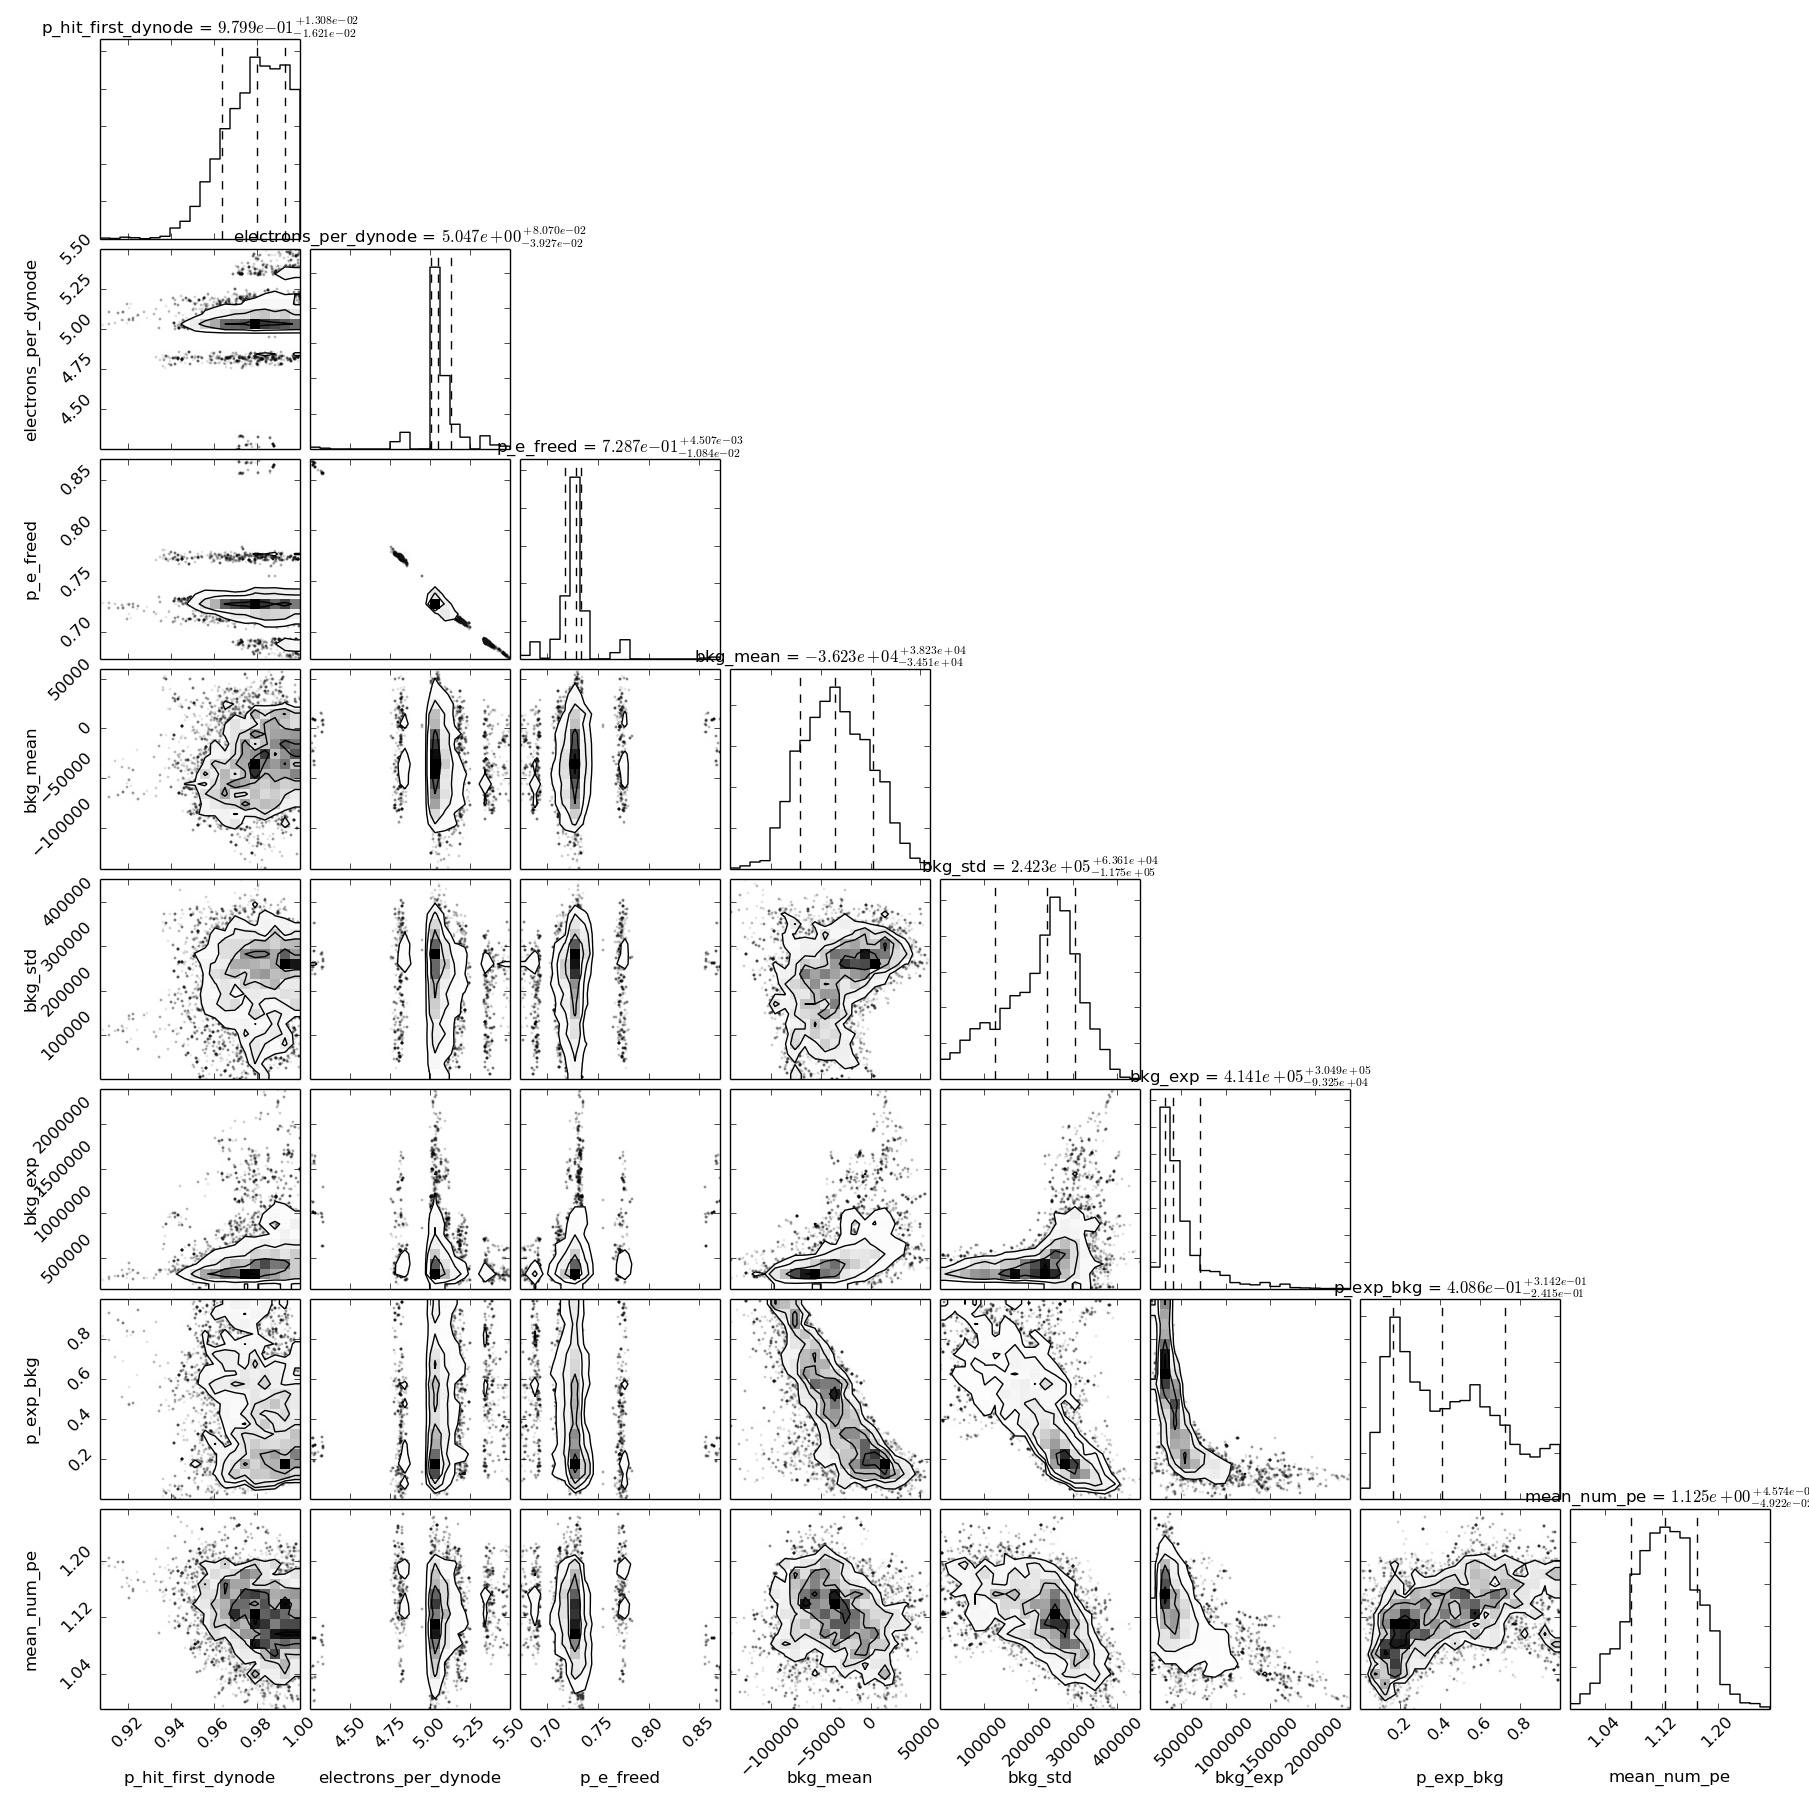 p_hit_first_dynode = 9.799e−01 +1.308e−02 −1.621e−02
electrons_per_dynode = 5.047e+00 +8.070e−02 −3.927e−02
5.50
5.25
5.00
4.75
4.50
electrons_per_dynode
p_e_freed = 7.287e−01 +4.507e−03 −1.084e−02
0.85
0.80
0.75
0.70
p_e_freed
bkg_mean = −3.623e+04 +3.823e+04 −3.451e+04
50000
0
−50000
−100000
bkg_mean
bkg_std = 2.423e+05 +6.361e+04 −1.175e+05
400000
300000
200000
100000
bkg_std
bkg_exp = 4.141e+05 +3.049e+05 −9.325e+04
2000000
1500000
1000000
500000
bkg_exp
p_exp_bkg = 4.086e−01 +3.142e−01 −2.415e−01
0.8
0.6
0.4
0.2
p_exp_bkg
mean_num_pe = 1.125e+00 +4.574e−0 −4.922e−02
1.20
1.12
1.04
mean_num_pe
0.92 0.94 0.96 0.98 1.00
4.50 4.75 5.00 5.25 5.50
0.70 0.75 0.80 0.85
−100000 −50000 0 50000
100000 200000 300000 400000
500000 1000000 1500000 2000000
0.2 0.4 0.6 0.8
1.04 1.12 1.20
p_hit_first_dynode
electrons_per_dynode
p_e_freed
bkg_mean
bkg_std
bkg_exp
p_exp_bkg
mean_num_pe